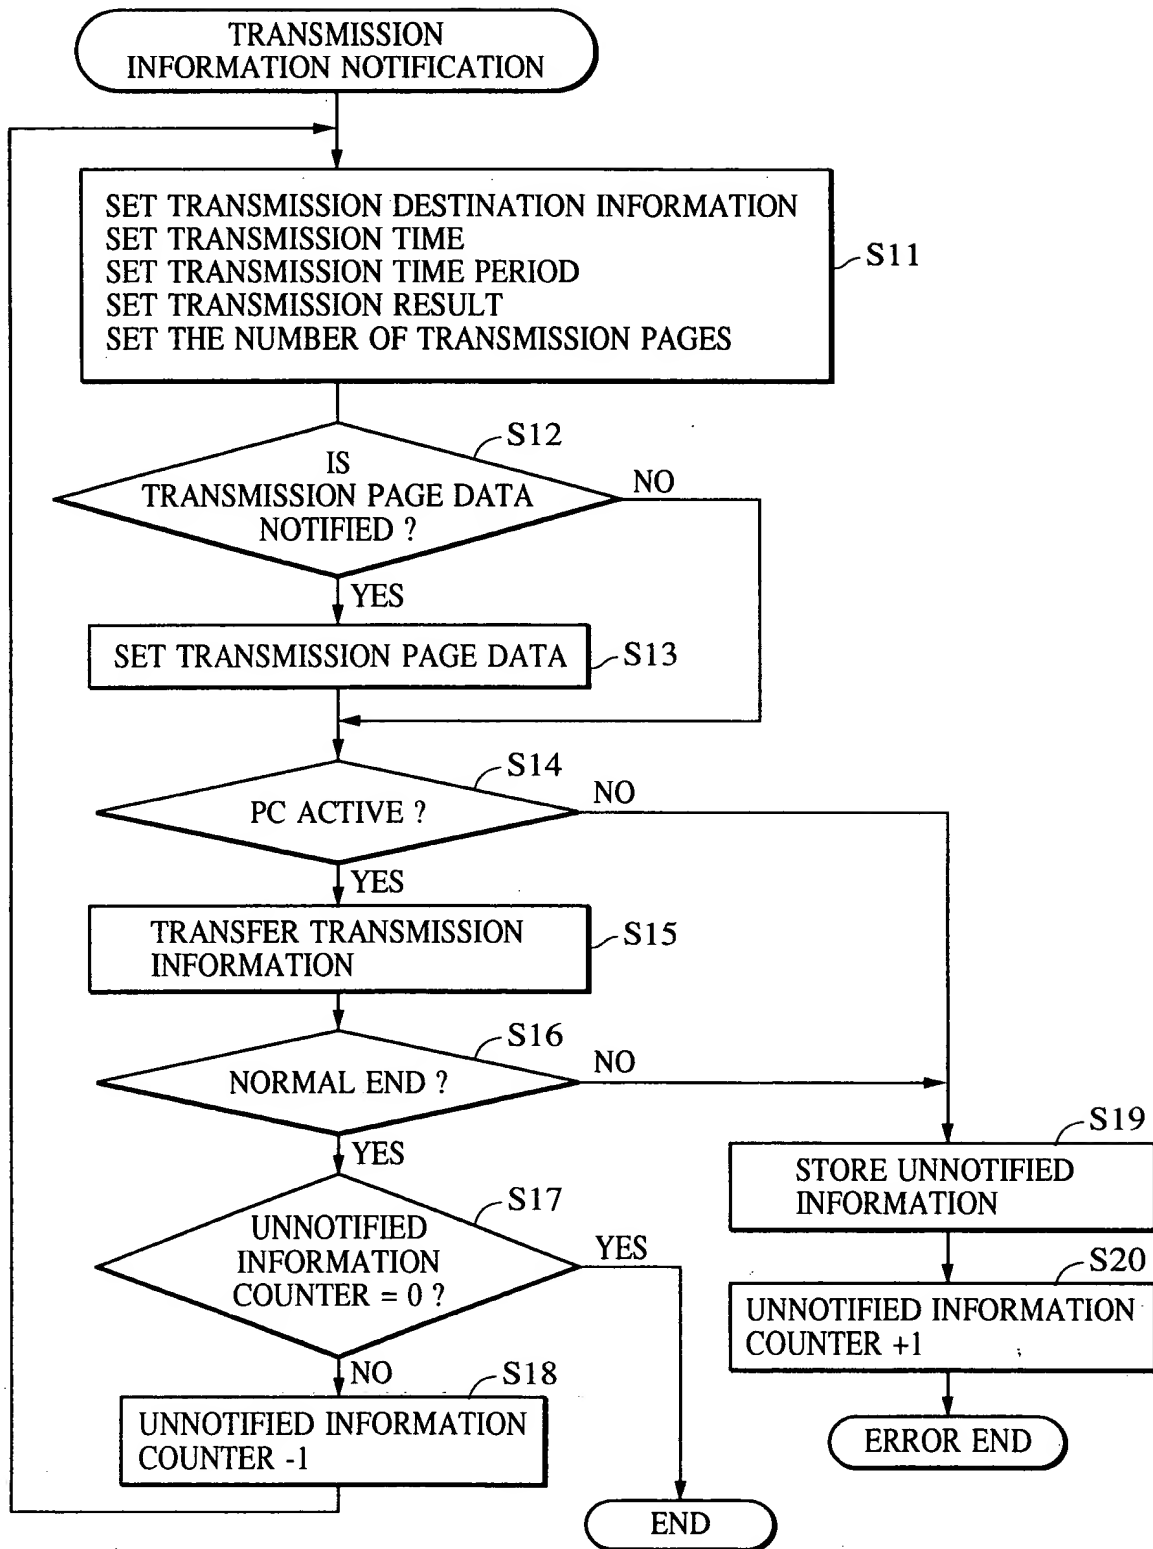 TRANSMISSION
INFORMATION NOTIFICATION
SET TRANSMISSION DESTINATION INFORMATION
SET TRANSMISSION TIME
SET TRANSMISSION TIME PERIOD
SET TRANSMISSION RESULT
SET THE NUMBER OF TRANSMISSION PAGES
S11
S12
IS
TRANSMISSION PAGE DATA
NOTIFIED ?
NO
YES
SET TRANSMISSION PAGE DATA
S13
S14
PC ACTIVE ?
NO
YES
TRANSFER TRANSMISSION
INFORMATION
S15
S16
NORMAL END ?
NO
YES
S17
UNNOTIFIED
INFORMATION
COUNTER = 0 ?
YES
NO
S18
UNNOTIFIED INFORMATION
COUNTER -1
END
S19
STORE UNNOTIFIED
INFORMATION
S20
UNNOTIFIED INFORMATION
COUNTER +1
ERROR END